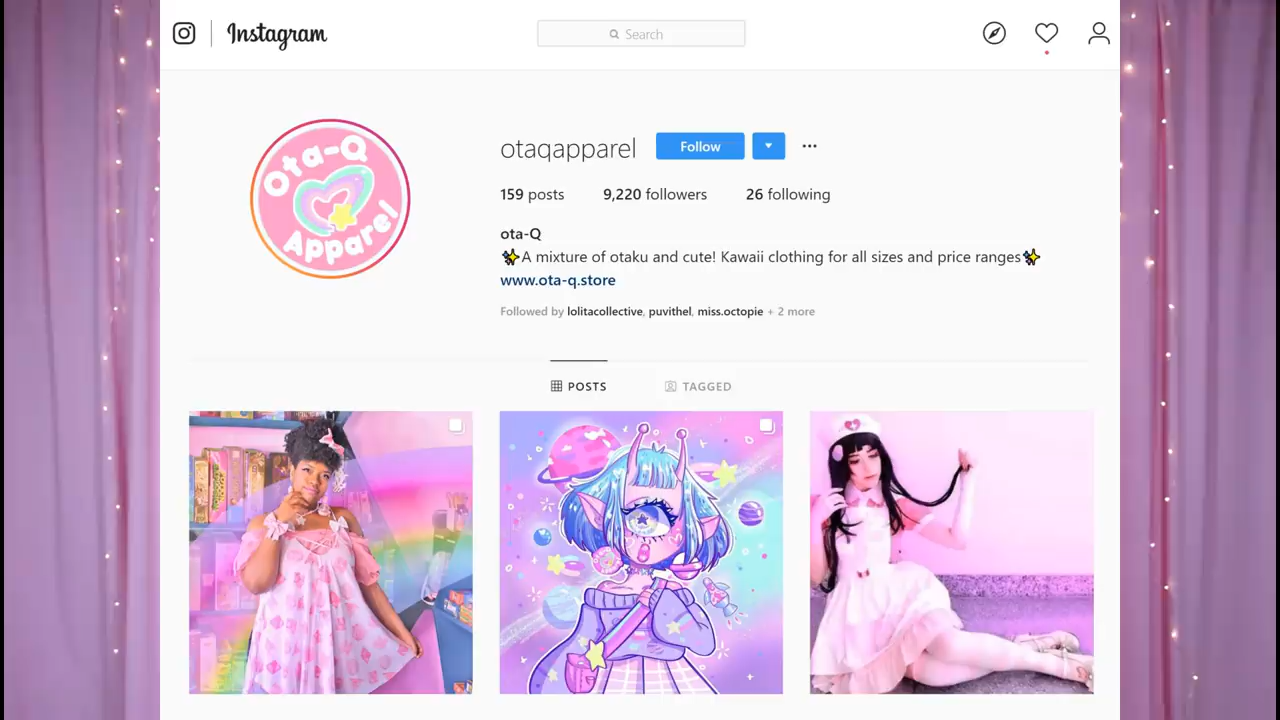 Instagram
Search
Ota-Q
Apparel
otaqapparel
Follow
159 posts 9,220 followers 26 following
ota-Q
✨A mixture of otaku and cute! Kawaii clothing for all sizes and price ranges✨
www.ota-q.store
Followed by lolitacollective, puvithel, miss.octopie + 2 more
POSTS TAGGED